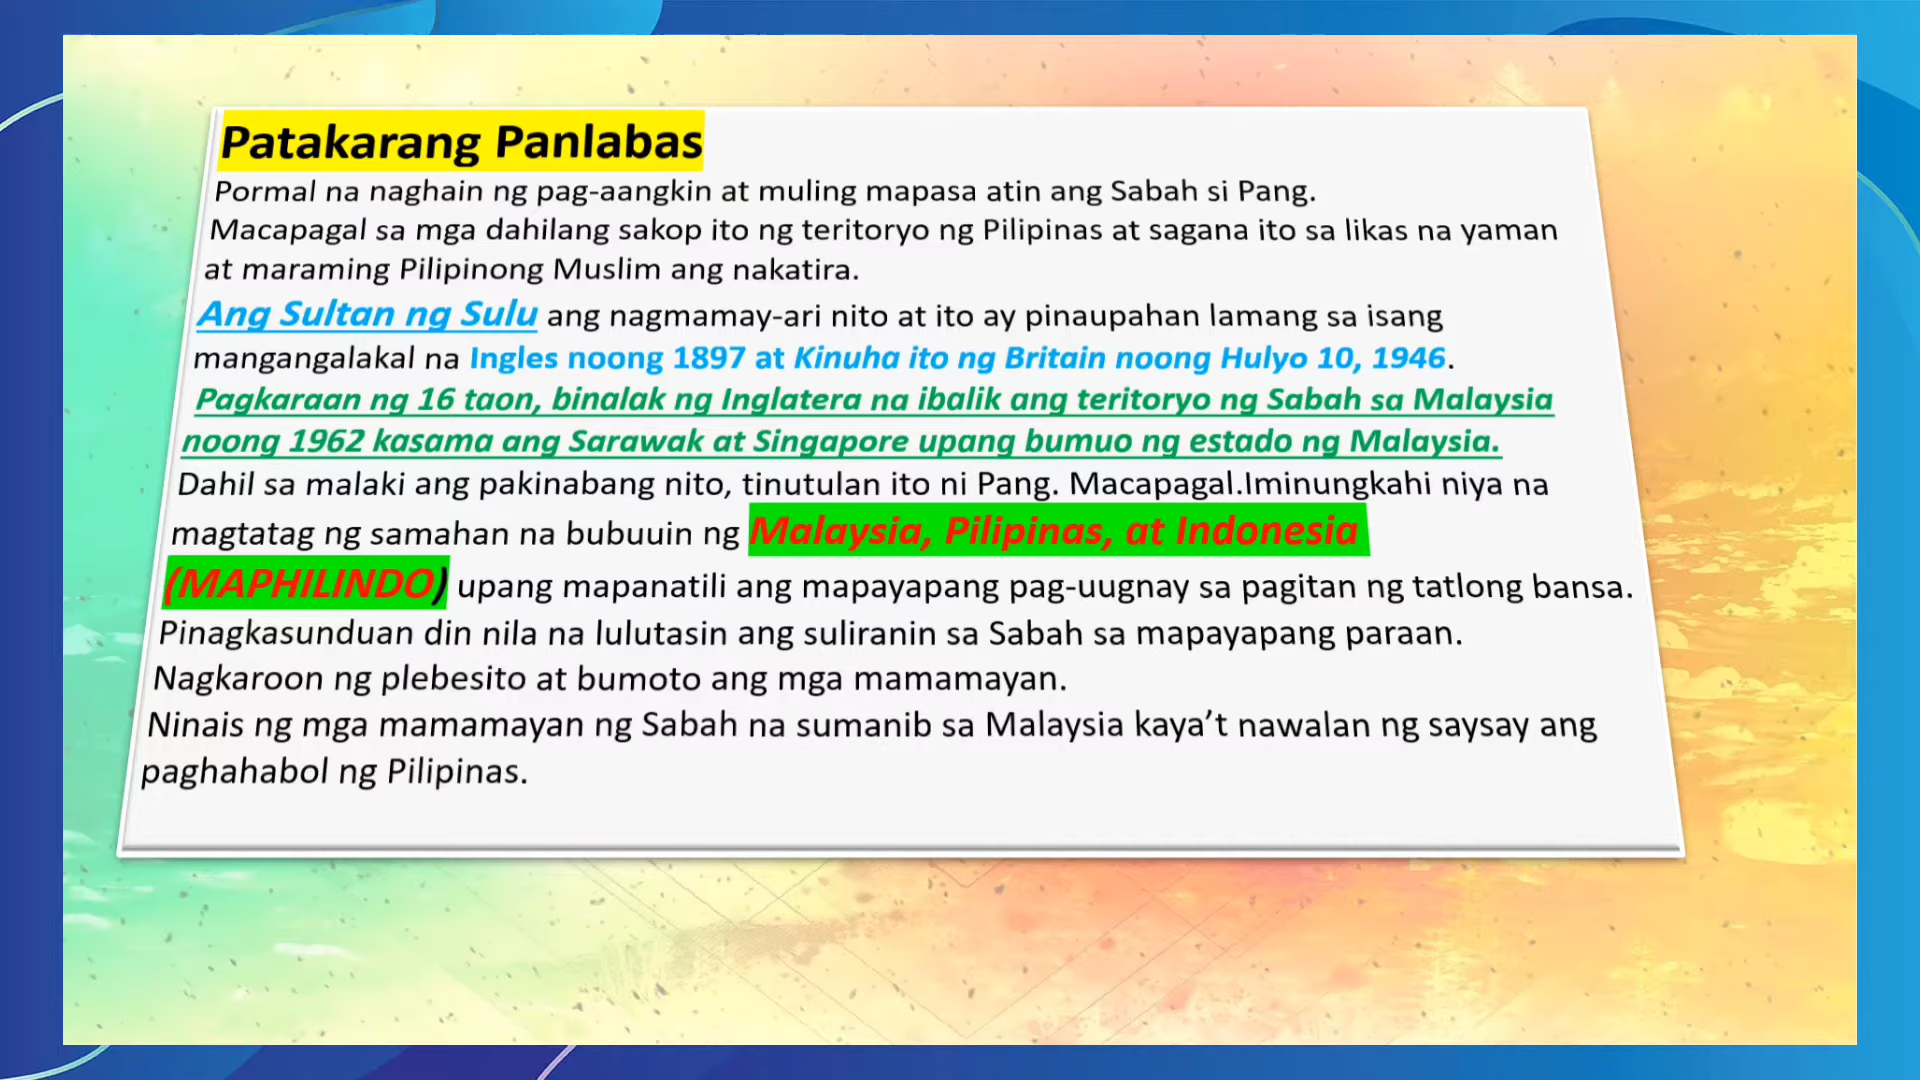 Patakarang Panlabas
Pormal na naghain ng pag-aangkin at muling mapasa atin ang Sabah si Pang.
Macapagal sa mga dahilang sakop ito ng teritoryo ng Pilipinas at sagana ito sa likas na yaman
at maraming Pilipinong Muslim ang nakatira.
Ang Sultan ng Sulu ang nagmamay-ari nito at ito ay pinaupahan lamang sa isang
mangangalakal na Ingles noong 1897 at Kinuha ito ng Britain noong Hulyo 10, 1946.
Pagkaraan ng 16 taon, binalak ng Inglatera na ibalik ang teritoryo ng Sabah sa Malaysia
noong 1962 kasama ang Sarawak at Singapore upang bumuo ng estado ng Malaysia.
Dahil sa malaki ang pakinabang nito, tinutulan ito ni Pang. Macapagal.Iminungkahi niya na
magtatag ng samahan na bubuuin ng Malaysia, Pilipinas, at Indonesia
(MAPHILINDO) upang mapanatili ang mapayapang pag-uugnay sa pagitan ng tatlong bansa.
Pinagkasunduan din nila na lulutasin ang suliranin sa Sabah sa mapayapang paraan.
Nagkaroon ng plebesito at bumoto ang mga mamamayan.
Ninais ng mga mamamayan ng Sabah na sumanib sa Malaysia kaya’t nawalan ng saysay ang
paghahabol ng Pilipinas.